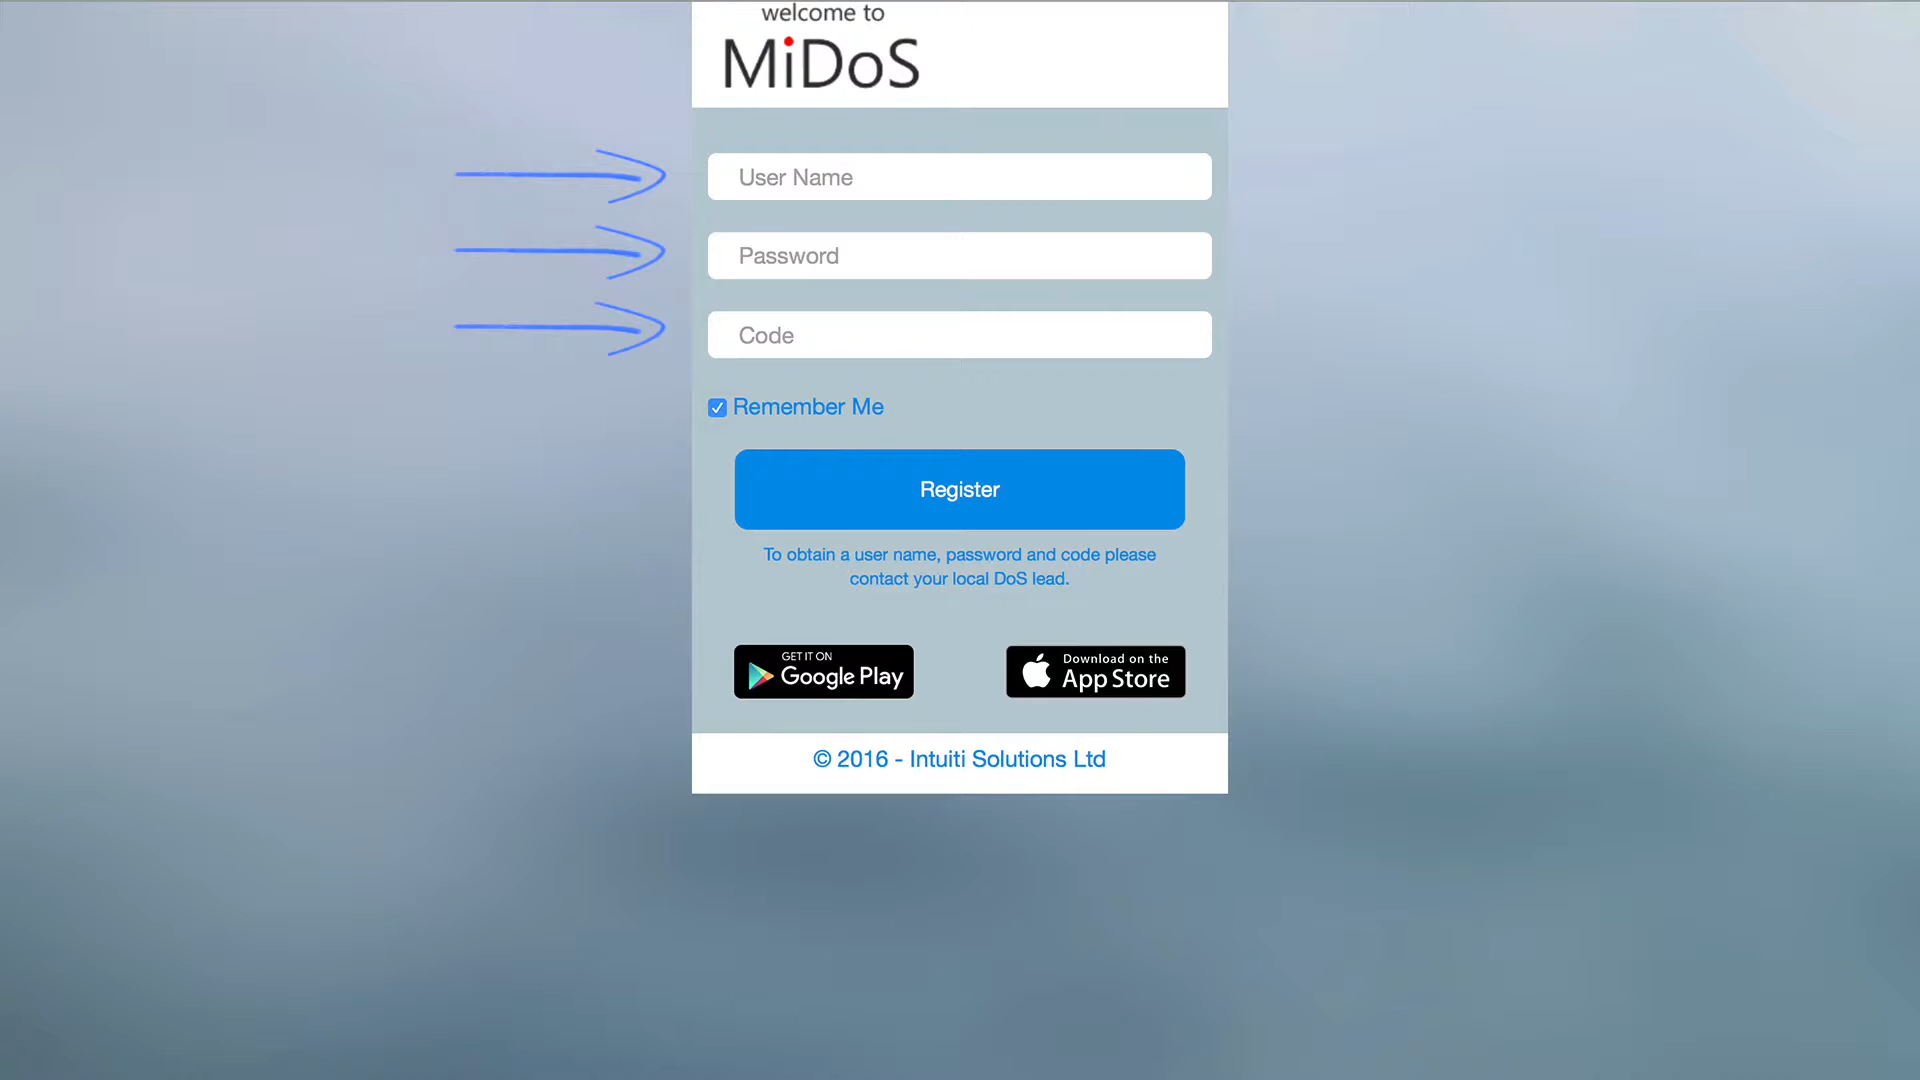 welcome to
MiDoS
User Name
Password
Code
Remember Me
Register
To obtain a user name, password and code please
contact your local DoS lead.
GET IT ON
Google Play
Download on the
App Store
© 2016 - Intuiti Solutions Ltd